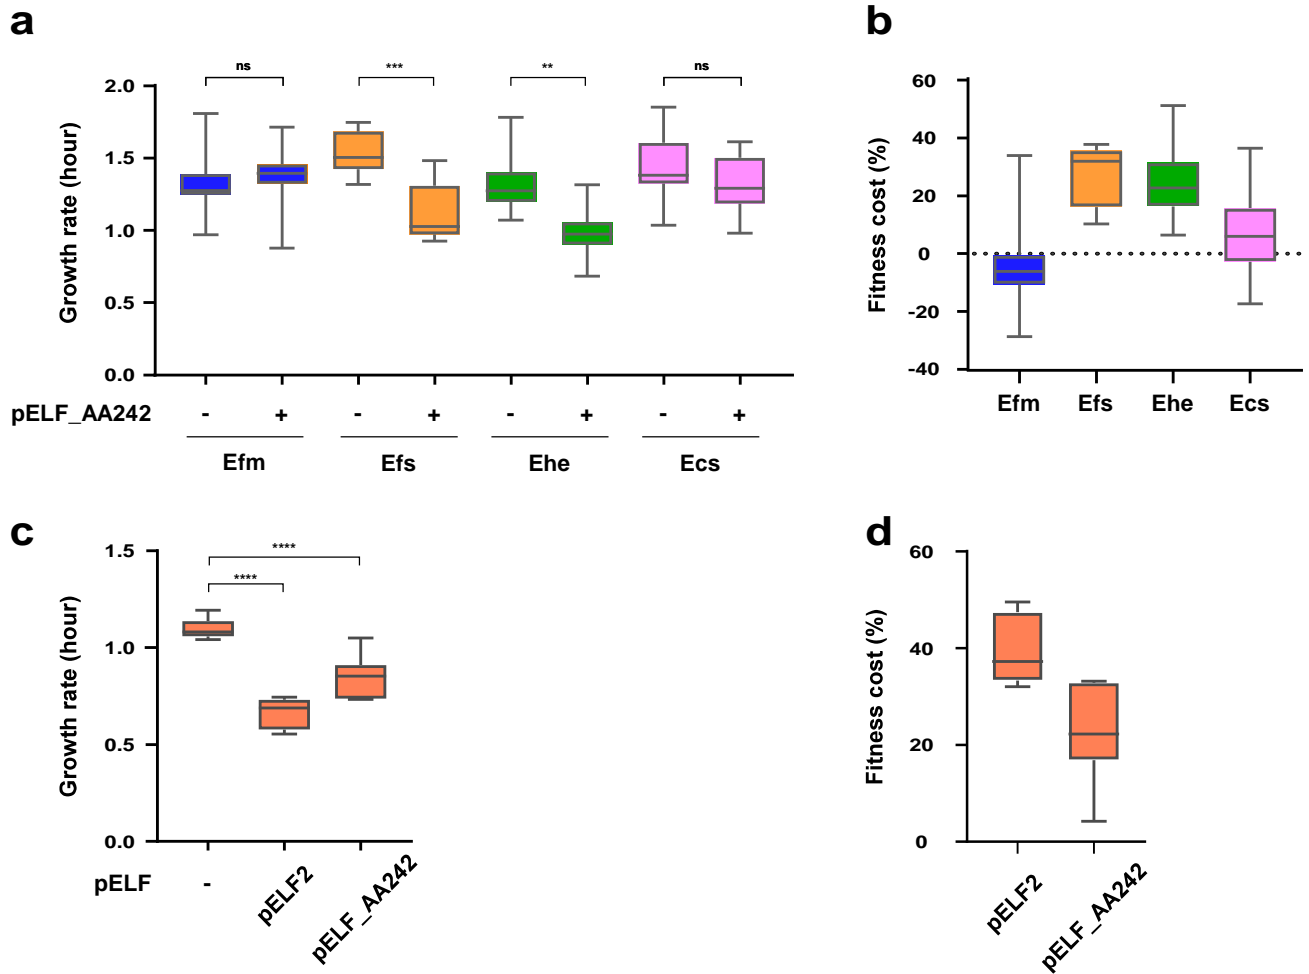 a
ns
***
**
ns
2.0
1.5
1.0
0.5
0.0
Growth rate (hour)
pELF_AA242
- + - + - + - +
Efm Efs Ehe Ecs
b
60
40
20
0
-20
-40
Fitness cost (%)
Efm Efs Ehe Ecs
c
****
****
1.5
1.0
0.5
0.0
Growth rate (hour)
pELF
-
pELF2
pELF_AA242
d
60
40
20
0
Fitness cost (%)
pELF2
pELF_AA242